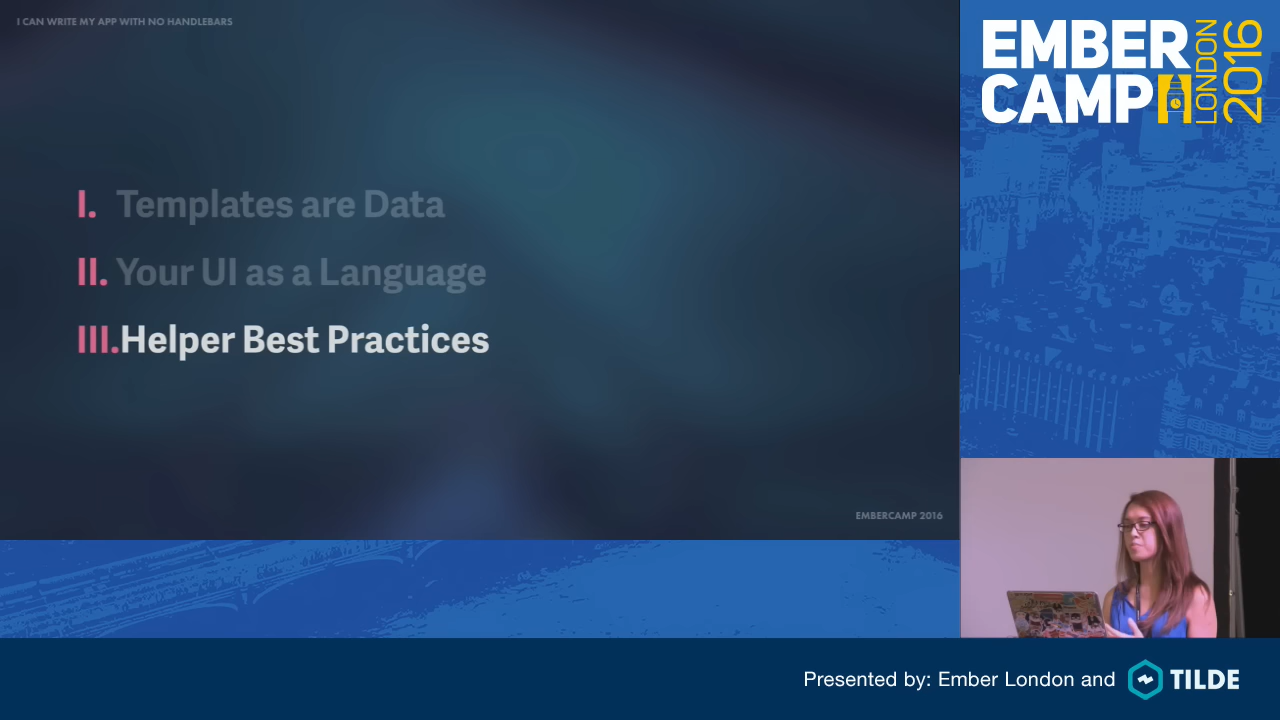 I CAN WRITE MY APP WITH NO HANDLEBARS
I. Templates are Data
II. Your UI as a Language
III. Helper Best Practices
EMBERCAMP 2016
EMBER
CAMP
LONDON
2016
Presented by: Ember London and TILDE